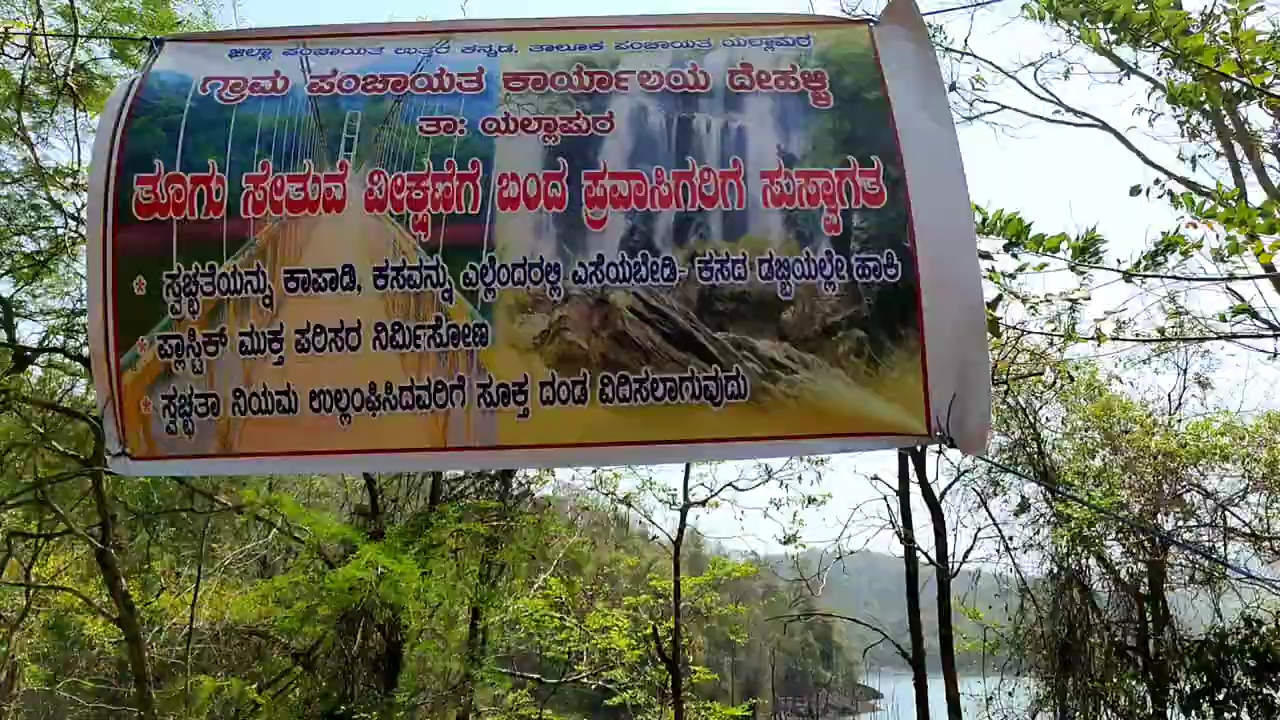 ಜಿಲ್ಲಾ ಪಂಚಾಯತ ಉತ್ತರ ಕನ್ನಡ, ತಾಲೂಕ ಪಂಚಾಯತ ಯಲ್ಲಾಪುರ
ಗ್ರಾಮ ಪಂಚಾಯತ ಕಾರ್ಯಾಲಯ ದೇಹಳ್ಳಿ
ತಾ: ಯಲ್ಲಾಪುರ
ತೂಗು ಸೇತುವೆ ವೀಕ್ಷಣೆಗೆ ಬಂದ ಪ್ರವಾಸಿಗರಿಗೆ ಸುಸ್ವಾಗತ
* ಸ್ವಚ್ಛತೆಯನ್ನು ಕಾಪಾಡಿ, ಕಸವನ್ನು ಎಲ್ಲೆಂದರಲ್ಲಿ ಎಸೆಯಬೇಡಿ- ಕಸದ ಡಬ್ಬಿಯಲ್ಲೇ ಹಾಕಿ
* ಪ್ಲಾಸ್ಟಿಕ್ ಮುಕ್ತ ಪರಿಸರ ನಿರ್ಮಿಸೋಣ
* ಸ್ವಚ್ಛತಾ ನಿಯಮ ಉಲ್ಲಂಘಿಸಿದವರಿಗೆ ಸೂಕ್ತ ದಂಡ ವಿದಿಸಲಾಗುವುದು